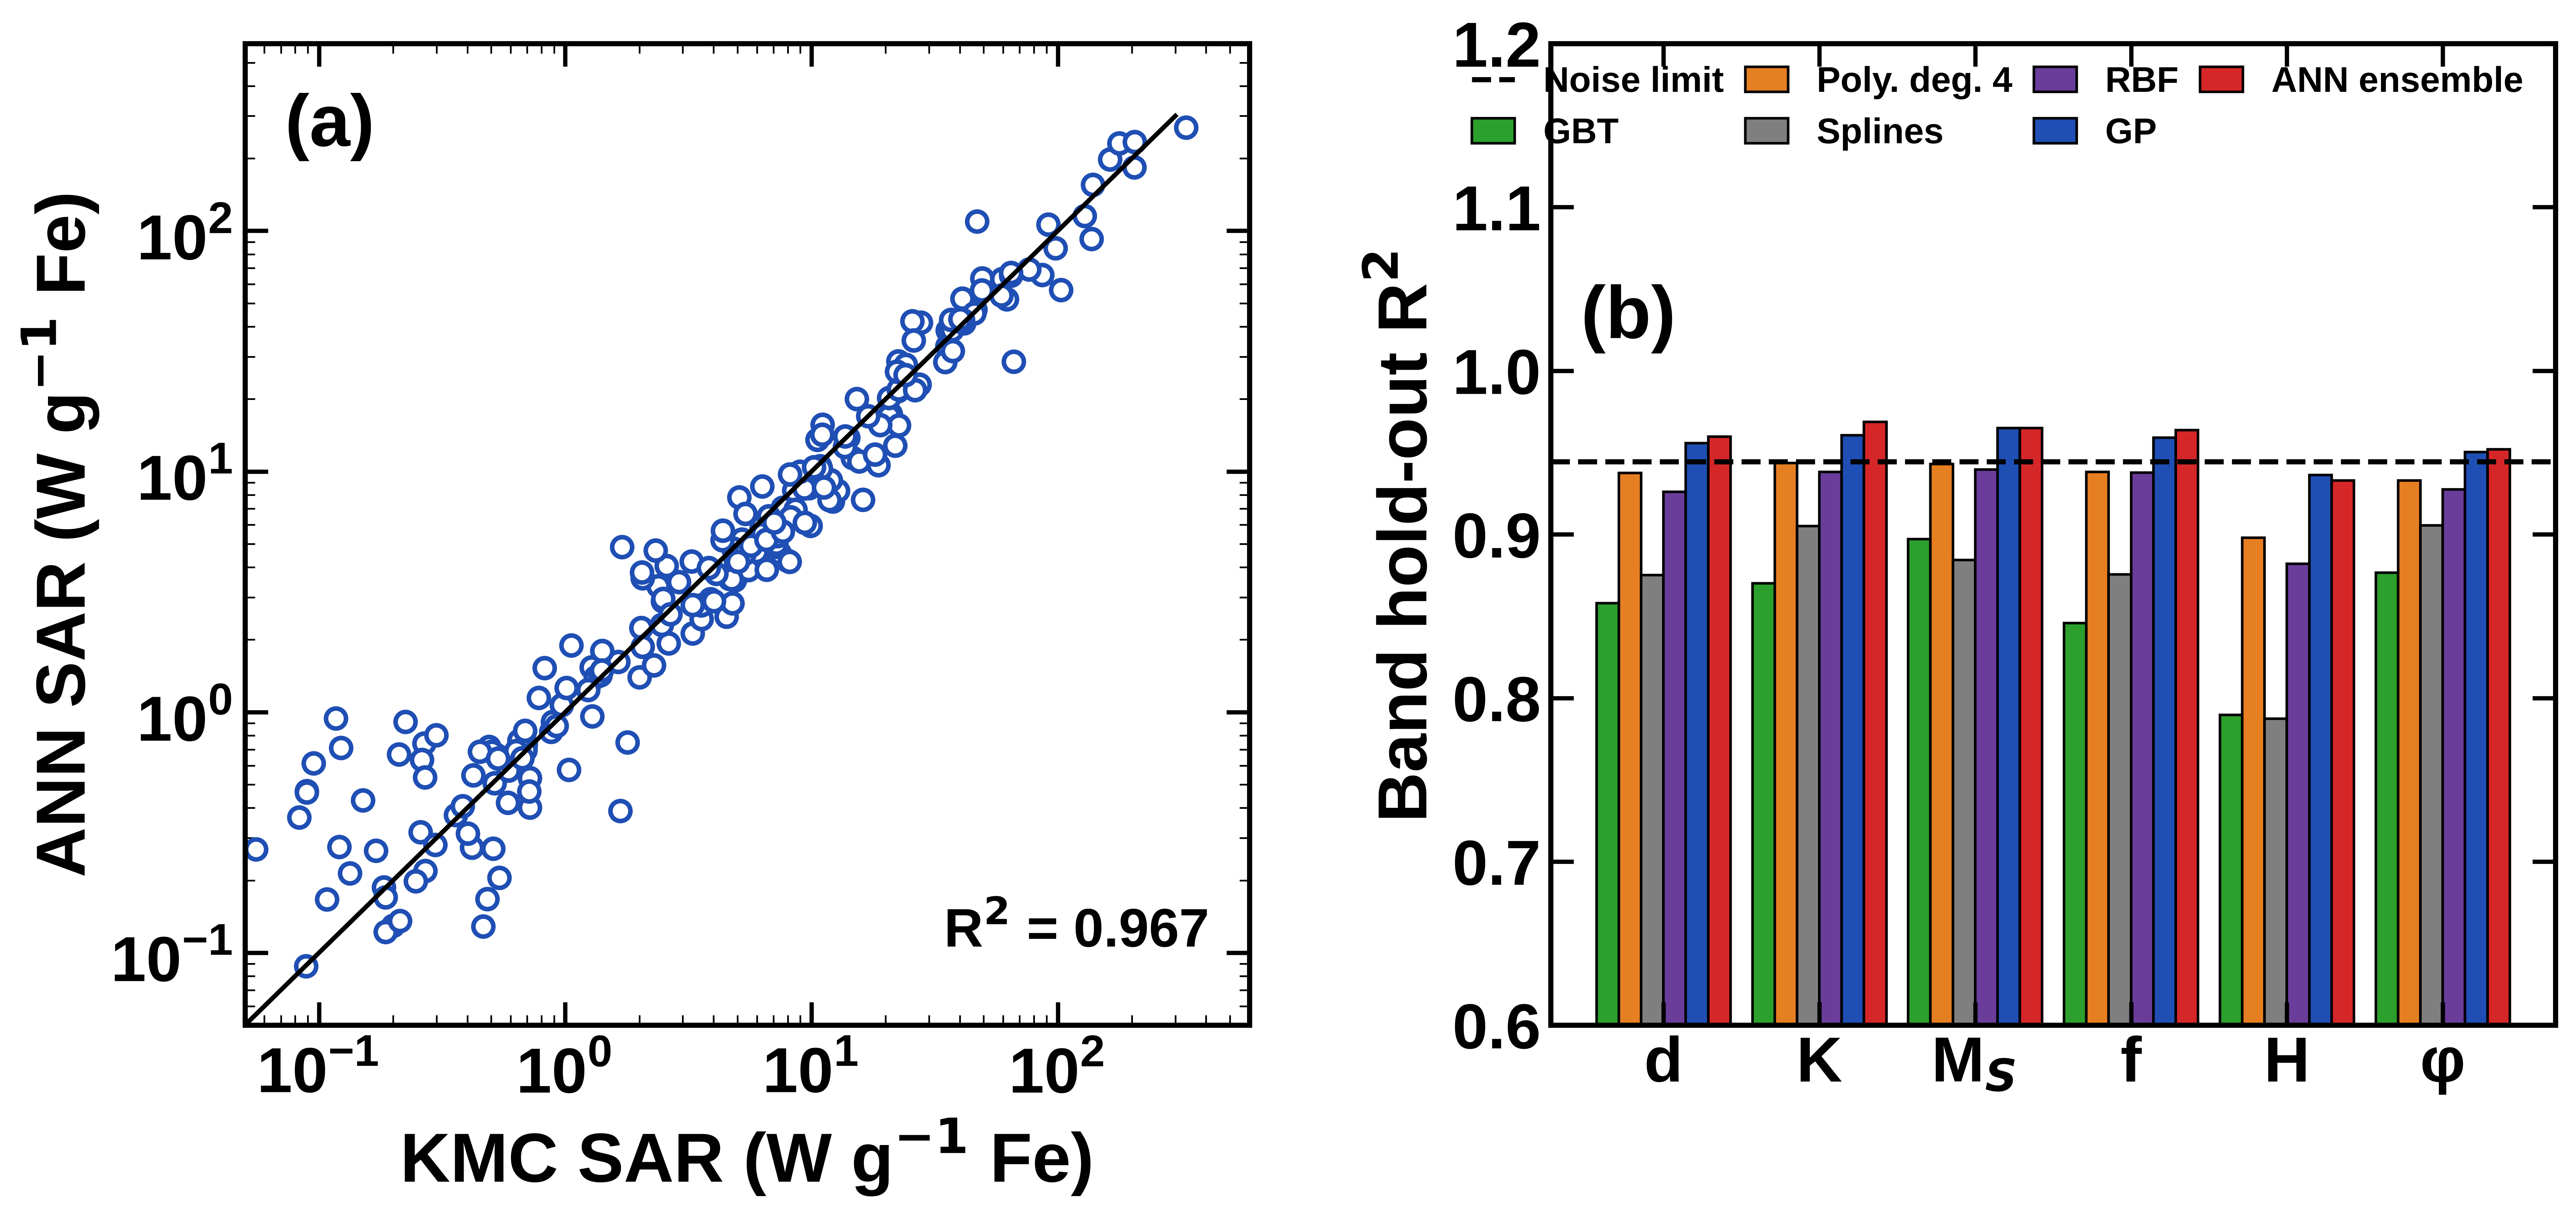 (a)
ANN SAR (W g⁻¹ Fe)
10²
10¹
10⁰
10⁻¹
R² = 0.967
10⁻¹ 10⁰ 10¹ 10²
KMC SAR (W g⁻¹ Fe)
Noise limit Poly. deg. 4 RBF ANN ensemble
GBT Splines GP
(b)
Band hold-out R²
1.2
1.1
1.0
0.9
0.8
0.7
0.6
d K M_S f H φ